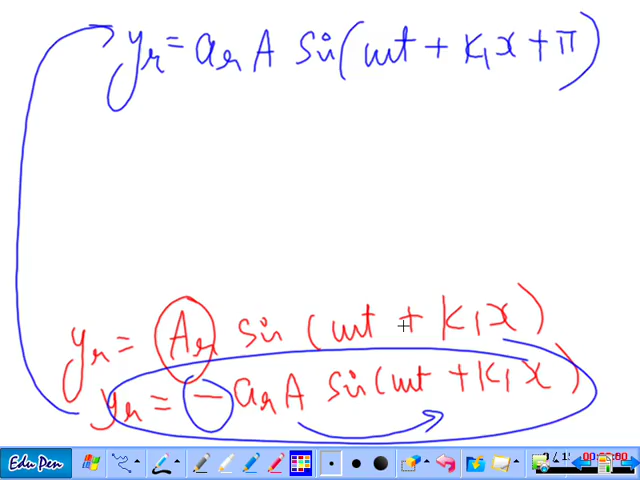 yr = ar A sin(ωt + k1x + π)
yr = Ar sin (ωt + k1x)
yr = − ar A sin(ωt + k1x)
Edu Pen